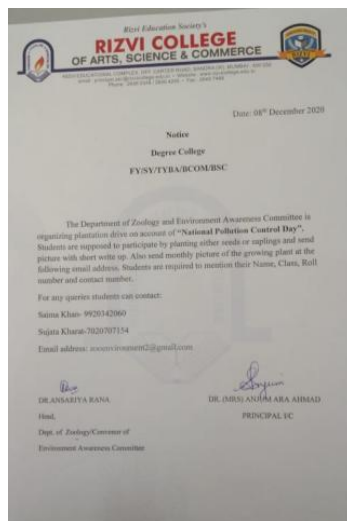 Rizvi Education Society's
RIZVI COLLEGE
OF ARTS, SCIENCE & COMMERCE
RIZVI
Date: 08th December 2020
Notice
Degree College
FY/SY/TYBA/BCOM/BSC
The Department of Zoology and Environment Awareness Committee is
organizing plantation drive on account of "National Pollution Control Day".
Students are supposed to participate by planting either seeds or saplings and send
picture with short write up. Also send monthly picture of the growing plant at the
following email address. Students are required to mention their Name, Class, Roll
number and contact number.
For any queries students can contact:
Saima Khan- 9920342060
Sujata Kharse-7020707154
Email address:
DR.ANSARIYA RANA
DR. (MRS) ANJUM ARA AHMAD
Head,
PRINCIPAL I/C
Dept. of Zoology/Convenor of
Environment Awareness Committee